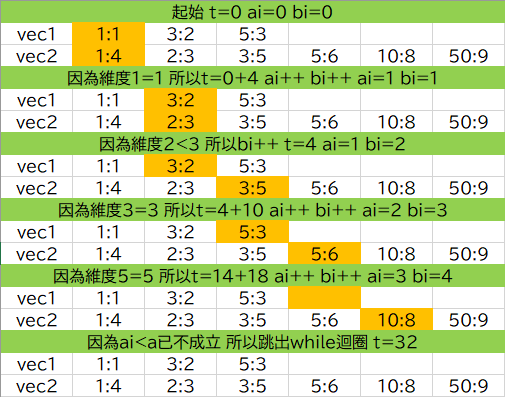 起始 t=0 ai=0 bi=0
vec1 1:1 3:2 5:3
vec2 1:4 2:3 3:5 5:6 10:8 50:9
因為維度1=1 所以t=0+4 ai++ bi++ ai=1 bi=1
vec1 1:1 3:2 5:3
vec2 1:4 2:3 3:5 5:6 10:8 50:9
因為維度2<3 所以bi++ t=4 ai=1 bi=2
vec1 1:1 3:2 5:3
vec2 1:4 2:3 3:5 5:6 10:8 50:9
因為維度3=3 所以t=4+10 ai++ bi++ ai=2 bi=3
vec1 1:1 3:2 5:3
vec2 1:4 2:3 3:5 5:6 10:8 50:9
因為維度5=5 所以t=14+18 ai++ bi++ ai=3 bi=4
vec1 1:1 3:2 5:3
vec2 1:4 2:3 3:5 5:6 10:8 50:9
因為ai<a已不成立 所以跳出while迴圈 t=32
vec1 1:1 3:2 5:3
vec2 1:4 2:3 3:5 5:6 10:8 50:9